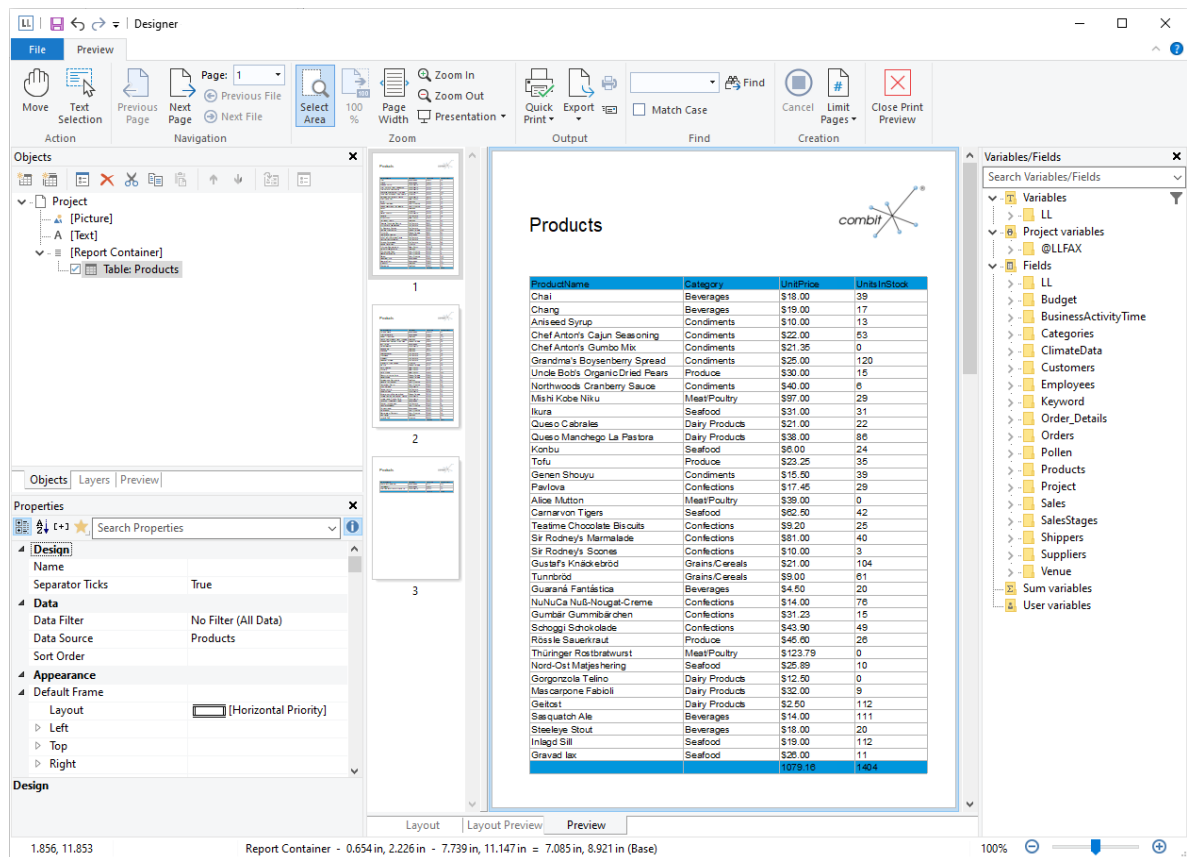 LL Designer
File Preview
Move
Text Selection
Action
Previous Page
Next Page
Page: 1
Previous File
Next File
Navigation
Select Area
100 %
Page Width
Zoom In
Zoom Out
Presentation
Zoom
Quick Print
Export
Output
Find
Match Case
Find
Cancel
Limit Pages
Creation
Close Print Preview
Objects
Project
[Picture]
A [Text]
[Report Container]
Table: Products
Objects Layers Preview
Properties
Search Properties
Design
Name
Separator Ticks True
Data
Data Filter No Filter (All Data)
Data Source Products
Sort Order
Appearance
Default Frame
Layout [Horizontal Priority]
Left
Top
Right
Design
1
2
3
Products
combit
ProductName Category UnitPrice UnitsInStock
Chai Beverages $18.00 39
Chang Beverages $19.00 17
Aniseed Syrup Condiments $10.00 13
Chef Anton's Cajun Seasoning Condiments $22.00 53
Chef Anton's Gumbo Mix Condiments $21.35 0
Grandma's Boysenberry Spread Condiments $25.00 120
Uncle Bob's Organic Dried Pears Produce $30.00 15
Northwoods Cranberry Sauce Condiments $40.00 6
Mishi Kobe Niku Meat/Poultry $97.00 29
Ikura Seafood $31.00 31
Queso Cabrales Dairy Products $21.00 22
Queso Manchego La Pastora Dairy Products $38.00 86
Konbu Seafood $6.00 24
Tofu Produce $23.25 35
Genen Shouyu Condiments $15.50 39
Pavlova Confections $17.45 29
Alice Mutton Meat/Poultry $39.00 0
Carnarvon Tigers Seafood $62.50 42
Teatime Chocolate Biscuits Confections $9.20 25
Sir Rodney's Marmalade Confections $81.00 40
Sir Rodney's Scones Confections $10.00 3
Gustaf's Knäckebröd Grains/Cereals $21.00 104
Tunnbröd Grains/Cereals $9.00 61
Guaraná Fantástica Beverages $4.50 20
NuNuCa Nuß-Nougat-Creme Confections $14.00 76
Gumbär Gummibärchen Confections $31.23 15
Schoggi Schokolade Confections $43.90 49
Rössle Sauerkraut Produce $45.60 26
Thüringer Rostbratwurst Meat/Poultry $123.79 0
Nord-Ost Matjeshering Seafood $25.89 10
Gorgonzola Telino Dairy Products $12.50 0
Mascarpone Fabioli Dairy Products $32.00 9
Geitost Dairy Products $2.50 112
Sasquatch Ale Beverages $14.00 111
Steeleye Stout Beverages $18.00 20
Inlagd Sill Seafood $19.00 112
Gravad lax Seafood $26.00 11
1079.16 1404
Layout Layout Preview Preview
Variables/Fields
Search Variables/Fields
Variables
LL
Project variables
@LLFAX
Fields
LL
Budget
BusinessActivityTime
Categories
ClimateData
Customers
Employees
Keyword
Order_Details
Orders
Pollen
Products
Project
Sales
SalesStages
Shippers
Suppliers
Venue
Sum variables
User variables
1.856, 11.853 Report Container - 0.654 in, 2.226 in - 7.739 in, 11.147 in = 7.085 in, 8.921 in (Base) 100%